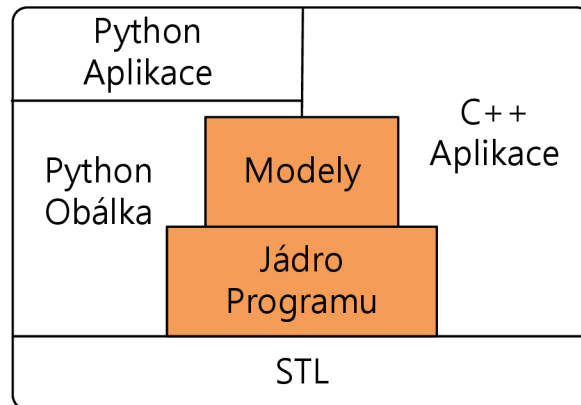 Python
Aplikace
C++
Aplikace
Python
Obálka
Modely
Jádro
Programu
STL